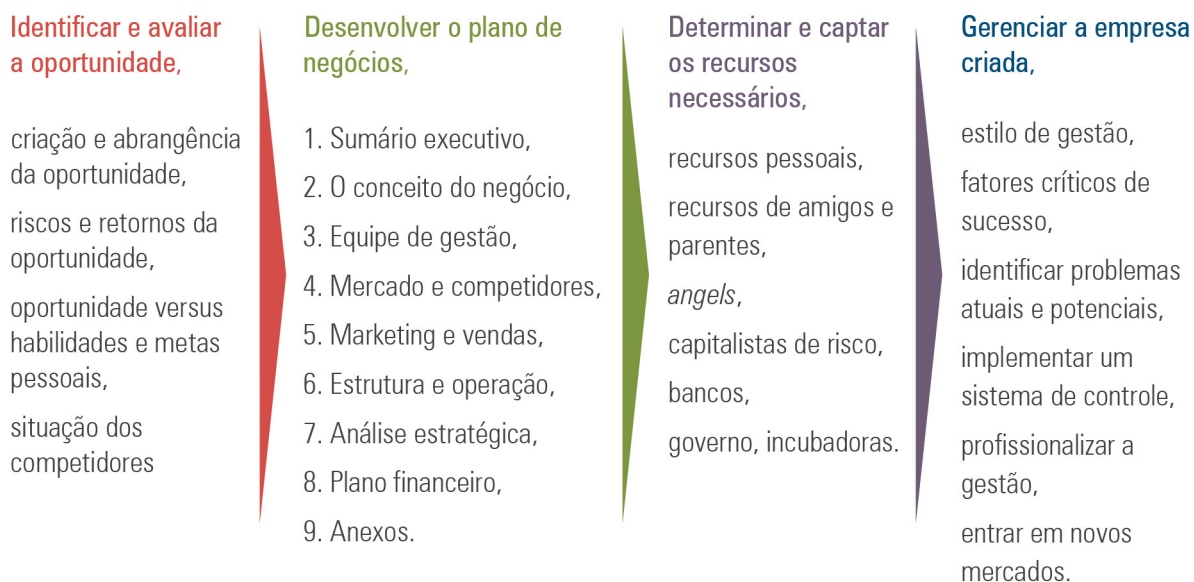 Identificar e avaliar
a oportunidade,
criação e abrangência
da oportunidade,
riscos e retornos da
oportunidade,
oportunidade versus
habilidades e metas
pessoais,
situação dos
competidores
Desenvolver o plano de
negócios,
1. Sumário executivo,
2. O conceito do negócio,
3. Equipe de gestão,
4. Mercado e competidores,
5. Marketing e vendas,
6. Estrutura e operação,
7. Análise estratégica,
8. Plano financeiro,
9. Anexos.
Determinar e captar
os recursos
necessários,
recursos pessoais,
recursos de amigos e
parentes,
angels,
capitalistas de risco,
bancos,
governo, incubadoras.
Gerenciar a empresa
criada,
estilo de gestão,
fatores críticos de
sucesso,
identificar problemas
atuais e potenciais,
implementar um
sistema de controle,
profissionalizar a
gestão,
entrar em novos
mercados.